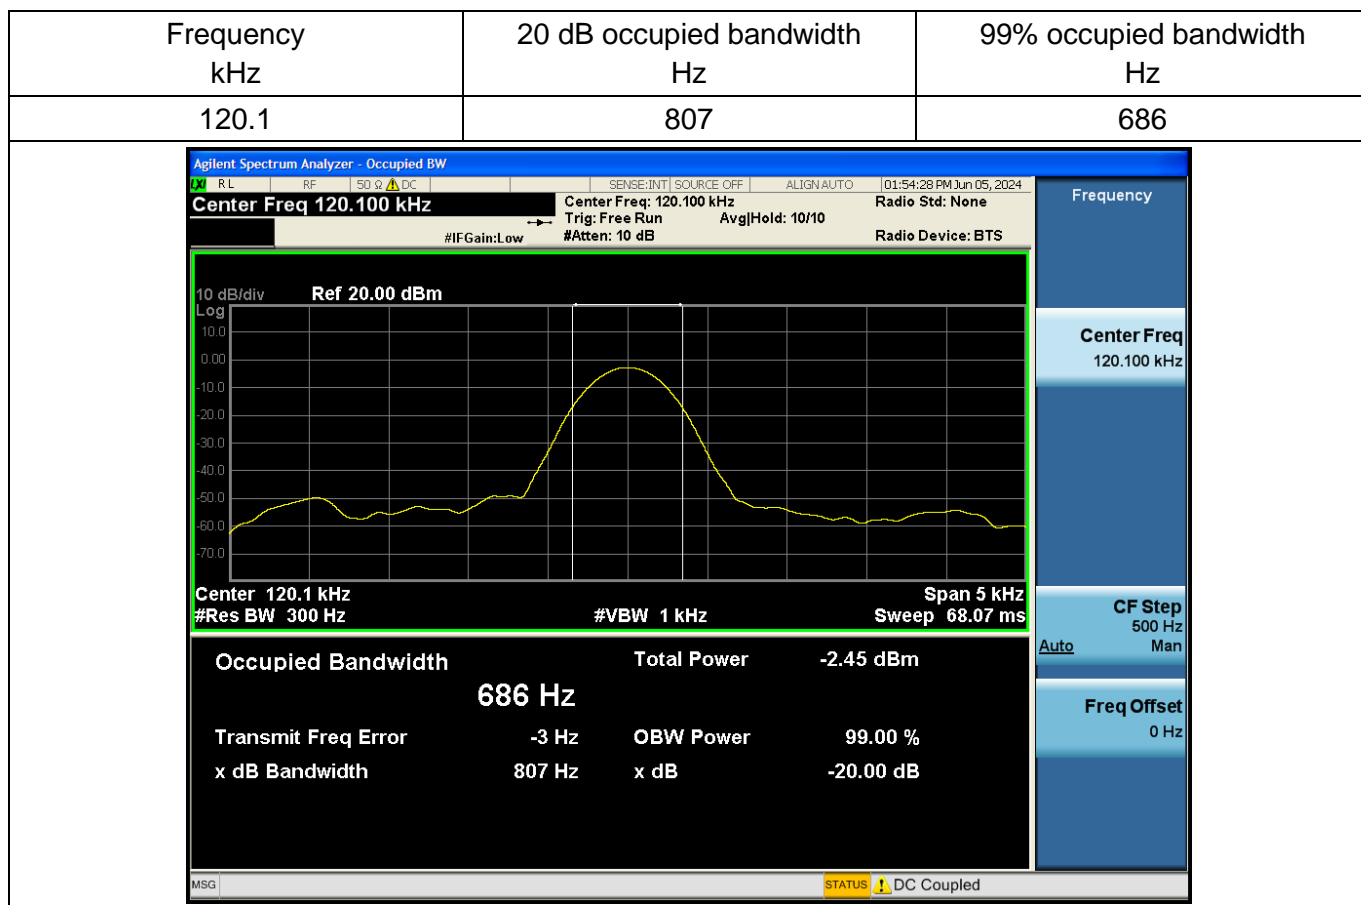 Frequency 20 dB occupied bandwidth 99% occupied bandwidth
kHz Hz Hz
120.1 807 686
Agilent Spectrum Analyzer - Occupied BW
LXI RL RF 50 Ω DC SENSE:INT SOURCE OFF ALIGN AUTO 01:54:28 PM Jun 05, 2024
Center Freq 120.100 kHz Center Freq: 120.100 kHz Radio Std: None Frequency
Trig: Free Run Avg|Hold: 10/10
#IFGain:Low #Atten: 10 dB Radio Device: BTS
10 dB/div Ref 20.00 dBm
Log
10.0
0.00
-10.0
-20.0
-30.0
-40.0
-50.0
-60.0
-70.0
Center 120.1 kHz Span 5 kHz
#Res BW 300 Hz #VBW 1 kHz Sweep 68.07 ms
Occupied Bandwidth Total Power -2.45 dBm
686 Hz
Transmit Freq Error -3 Hz OBW Power 99.00 %
x dB Bandwidth 807 Hz x dB -20.00 dB
Center Freq
120.100 kHz
CF Step
500 Hz
Auto Man
Freq Offset
0 Hz
MSG STATUS DC Coupled